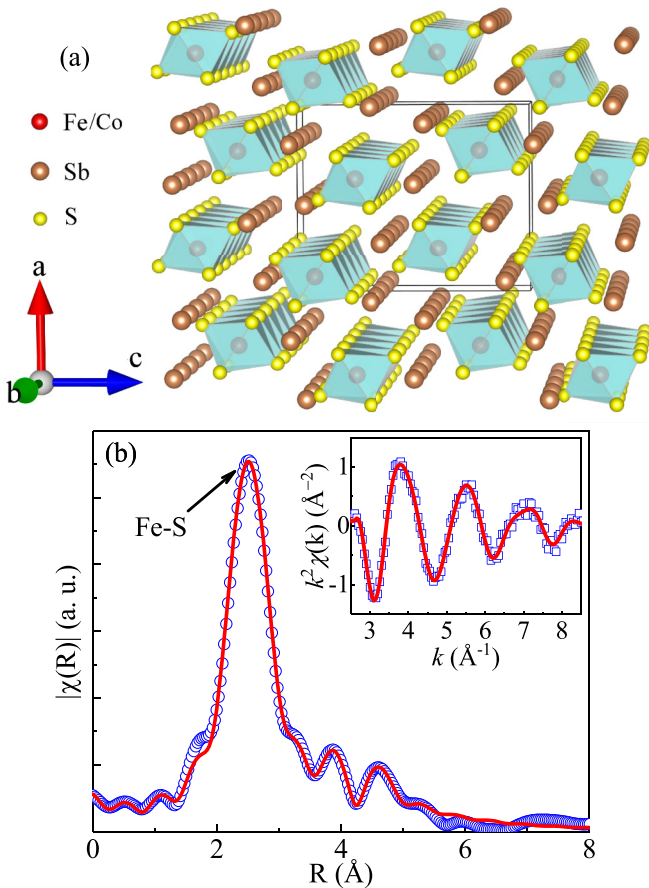 (a)
Fe/Co
Sb
S
a
c
b
(b)
Fe-S
|χ(R)| (a. u.)
0 2 4 6 8
R (Å)
k²χ(k) (Å⁻²)
1
0
-1
3 4 5 6 7 8
k (Å⁻¹)